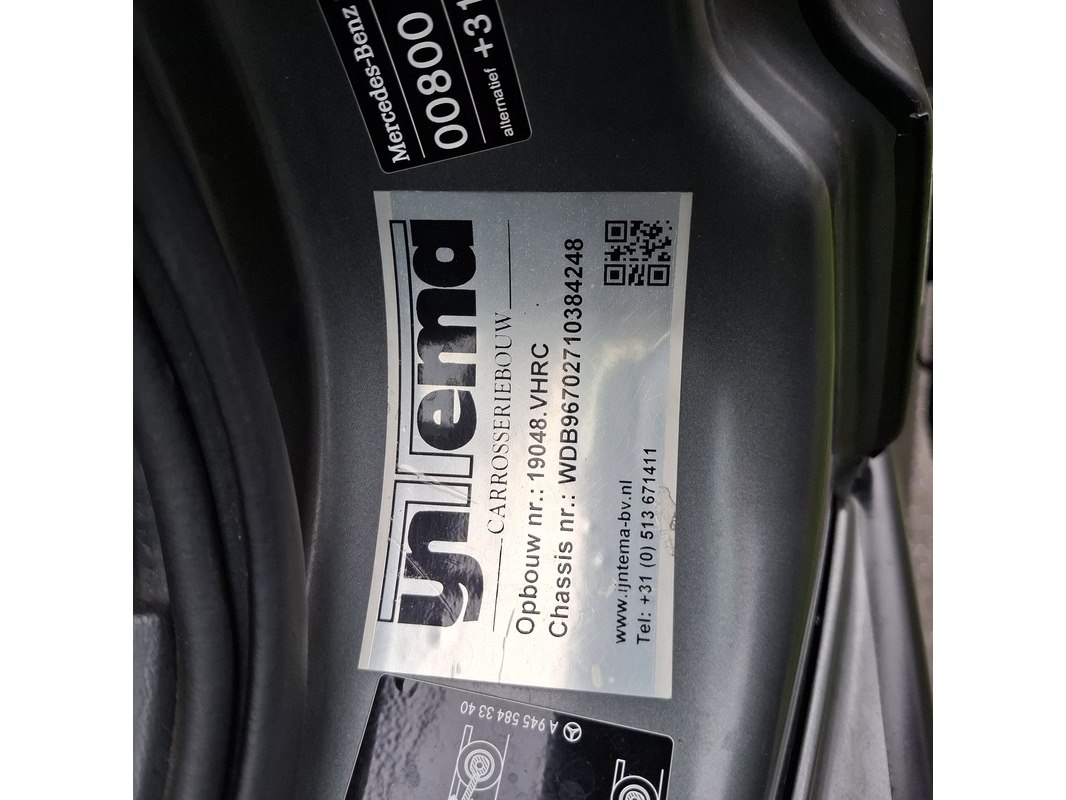 Mercedes-Benz
00800
alternatief +31
ijntema
CARROSSERIEBOUW
Opbouw nr.: 19048.VHRC
Chassis nr.: WDB96702710384248
www.ijntema-bv.nl
Tel: +31 (0) 513 671411
A 945 584 33 40